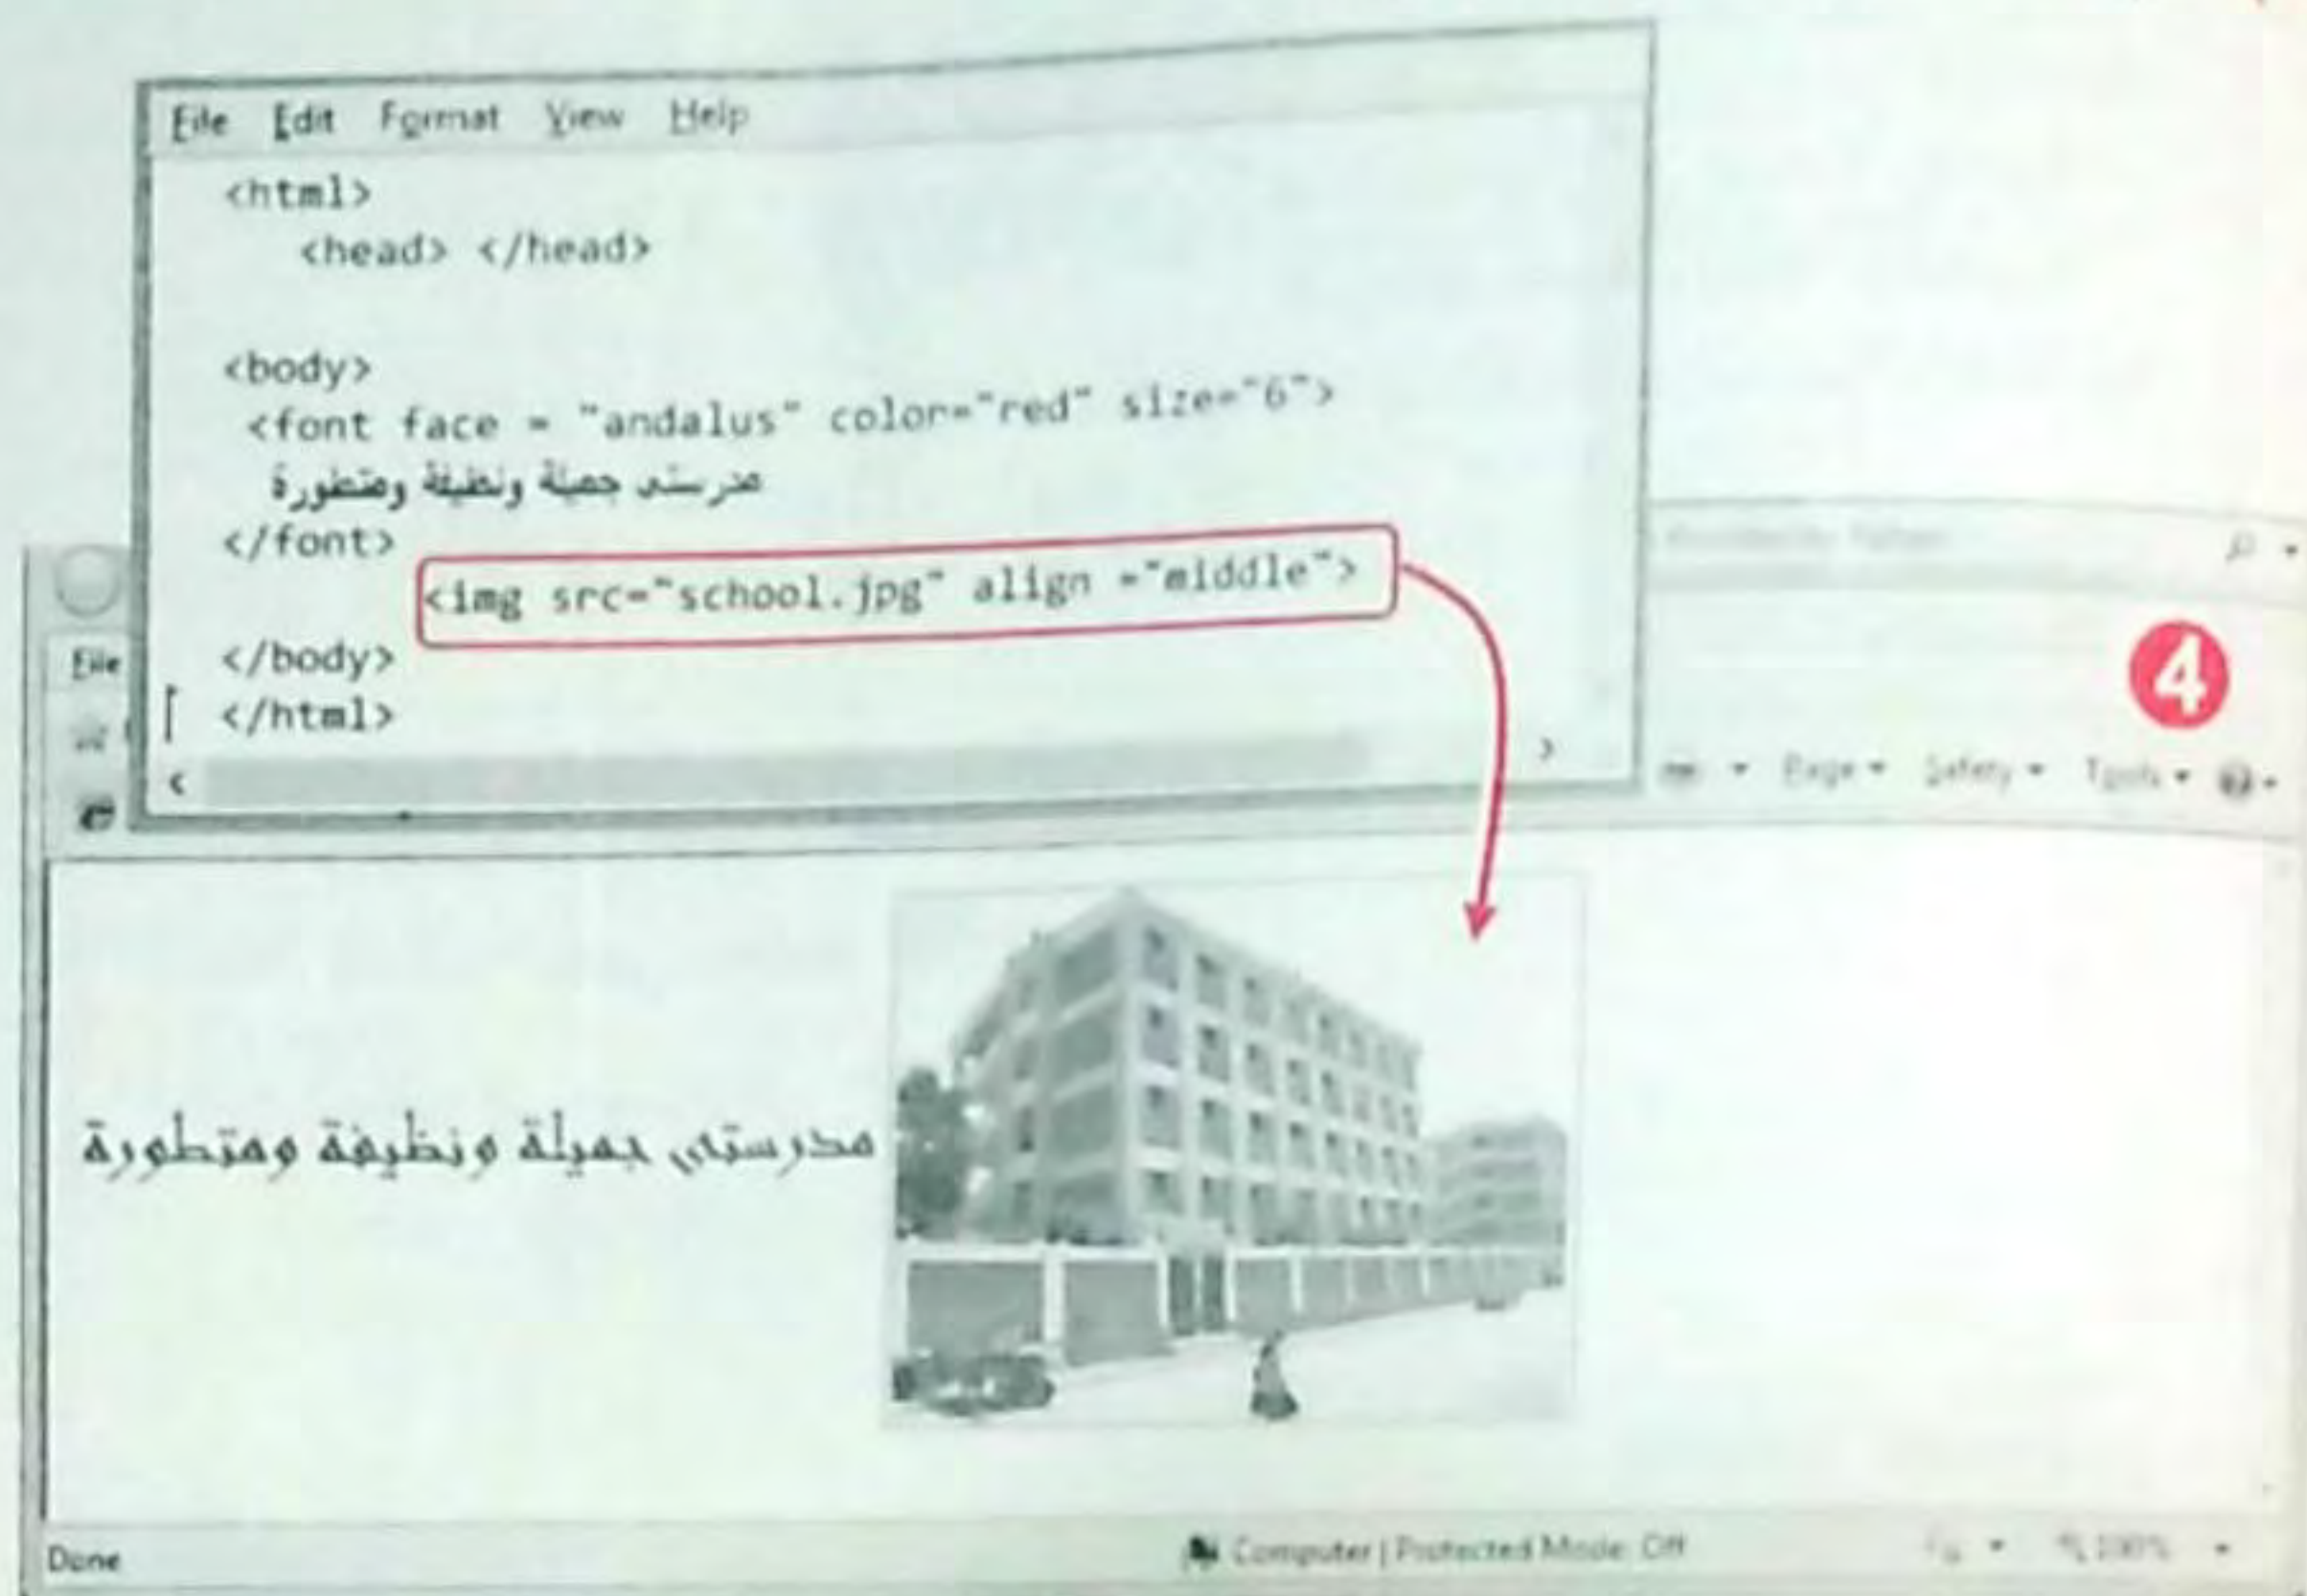 File Edit Format View Help
<html>
<head> </head>
<body>
<font face = "andalus" color="red" size="6">
مدرستى جميلة ونظيفة ومتطورة
</font>
<img src="school.jpg" align ="middle">
</body>
</html>
File
4
Page Safety Tools
مدرستى جميلة ونظيفة ومتطورة
Done
Computer | Protected Mode: Off
100%